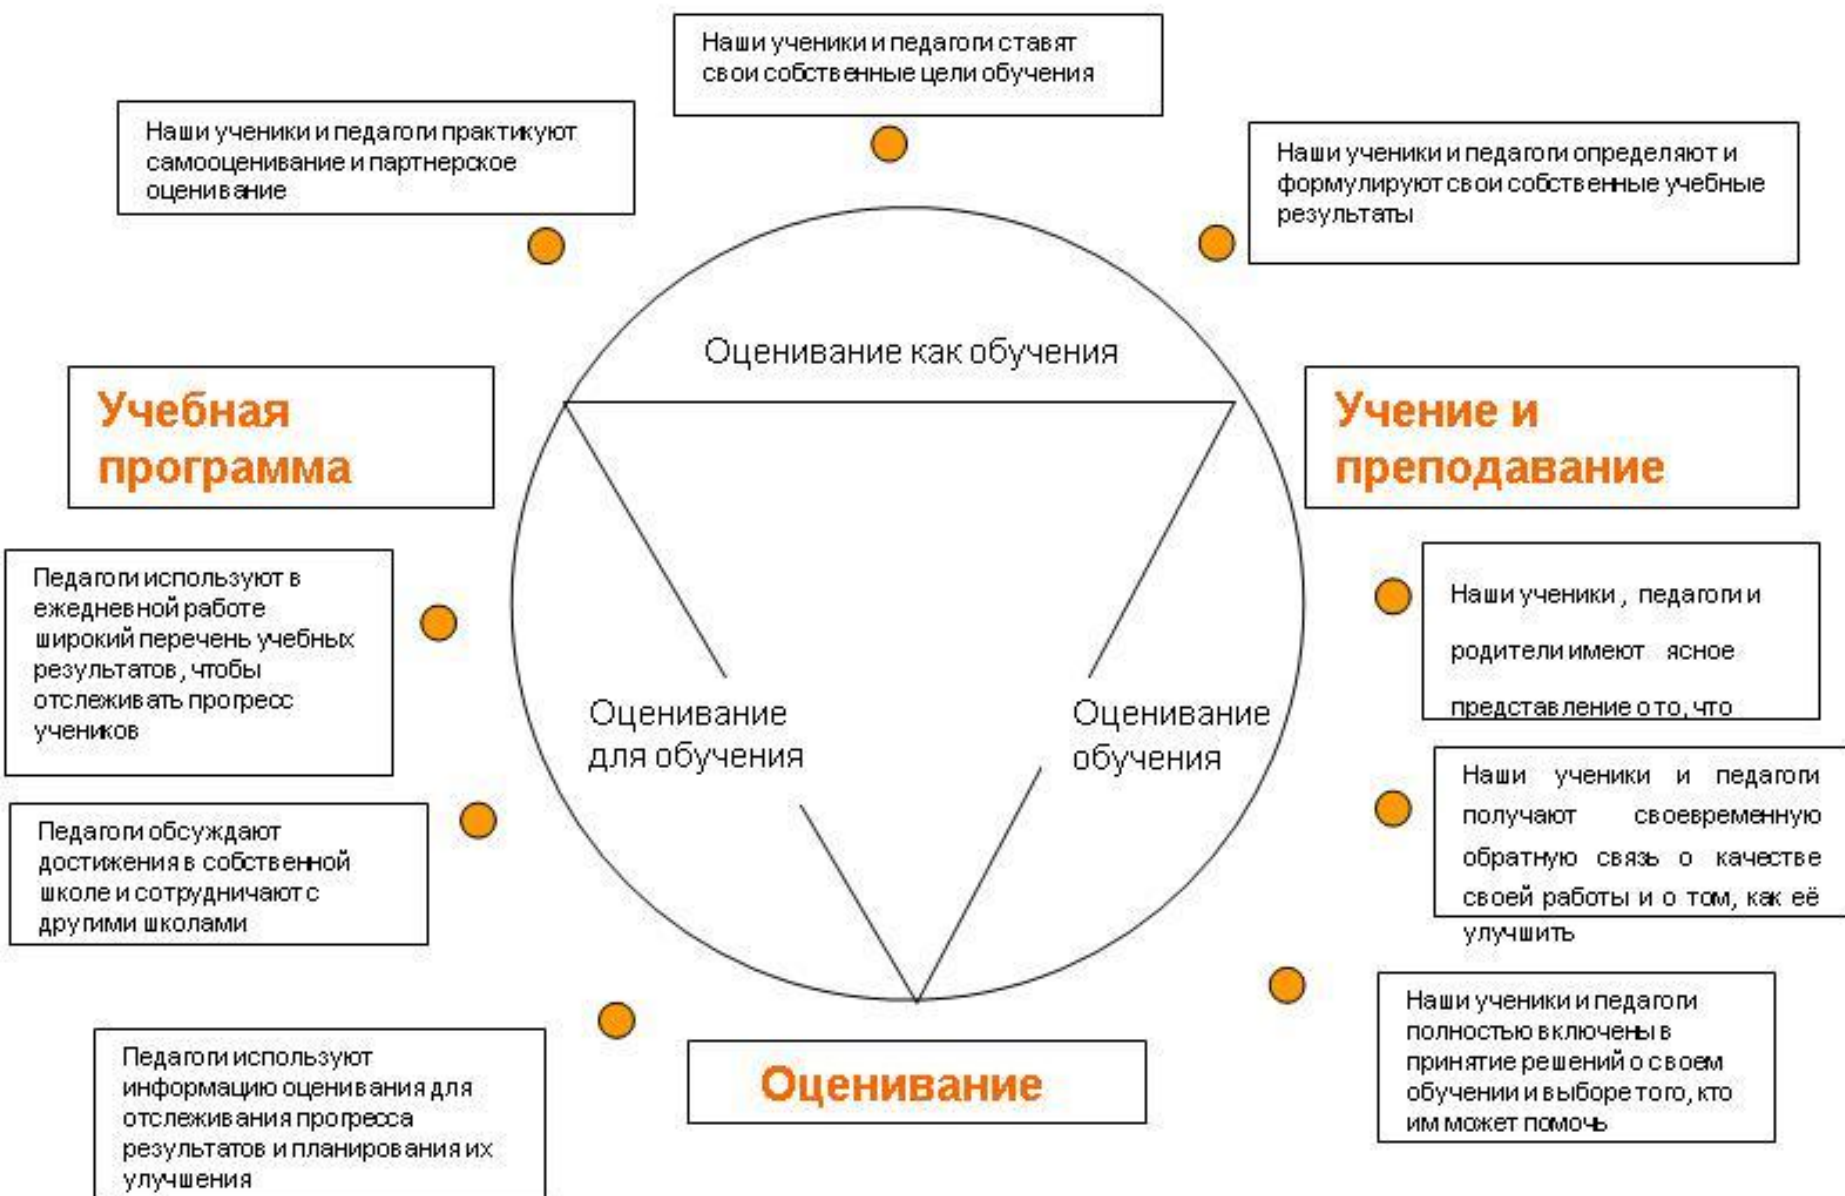 Наши ученики и педагоги ставят
свои собственные цели обучения
Наши ученики и педагоги практикуют
самооценивание и партнерское
оценивание
Наши ученики и педагоги определяют и
формулируют свои собственные учебные
результаты
Оценивание как обучения
Учебная
программа
Учение и
преподавание
Педагоги используют в
ежедневной работе
широкий перечень учебных
результатов, чтобы
отслеживать прогресс
учеников
Наши ученики , педагоги и
родители имеют ясное
представление о то, что
Оценивание
для обучения
Оценивание
обучения
Педагоги обсуждают
достижения в собственной
школе и сотрудничают с
другими школами
Наши ученики и педагоги
получают своевременную
обратную связь о качестве
своей работы и о том, как её
улучшить
Педагоги используют
информацию оценивания для
отслеживания прогресса
результатов и планирования их
улучшения
Оценивание
Наши ученики и педагоги
полностью включены в
принятие решений о своем
обучении и выборе того, кто
им может помочь